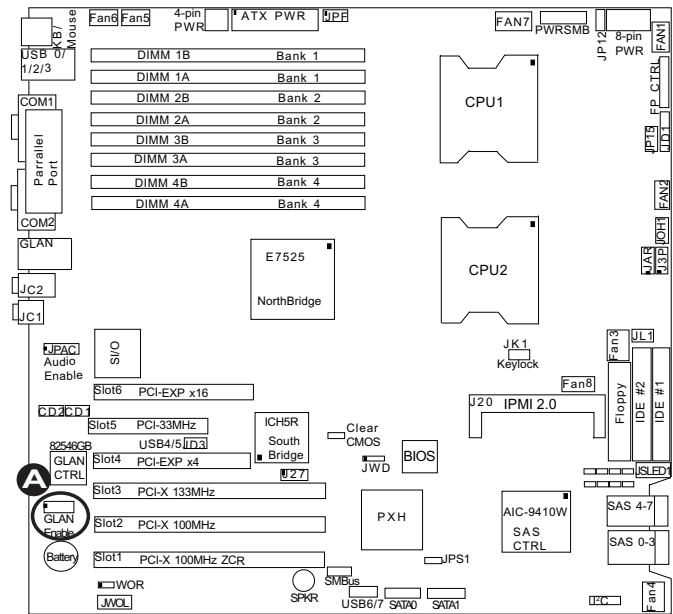 Fan6 Fan5 4-pin PWR ATX PWR JPF FAN7 PWRSMB JP12 8-pin PWR FAN1
KB/ Mouse
USB 0/ 1/2/3
DIMM 1B Bank 1
DIMM 1A Bank 1
DIMM 2B Bank 2
DIMM 2A Bank 2
DIMM 3B Bank 3
DIMM 3A Bank 3
DIMM 4B Bank 4
DIMM 4A Bank 4
CPU1
FP CTRL
JP15 JD1
COM1
Parrallel Port
COM2
FAN2
GLAN
JOH1
JAR J3P
E7525
NorthBridge
CPU2
JC2
JC1
JPAC
Audio Enable
SI/O
JK1
Keylock
Fan3 JL1
Slot6 PCI-EXP x16
Fan8
J20 IPMI 2.0
Floppy IDE #2 IDE #1
CD2 CD1
Slot5 PCI-33MHz
ICH5R
South Bridge
Clear CMOS
82546GB
GLAN CTRL
USB4/5 JD3
Slot4 PCI-EXP x4
JWD
BIOS
J27
JSLED1
A
GLAN Enable
Slot3 PCI-X 133MHz
Slot2 PCI-X 100MHz
PXH
AIC-9410W
SAS CTRL
SAS 4-7
SAS 0-3
Battery
Slot1 PCI-X 100MHz ZCR
JPS1
WOR
JWOL
SPKR
SMBus
USB6/7 SATA0 SATA1
I²C
Fan4